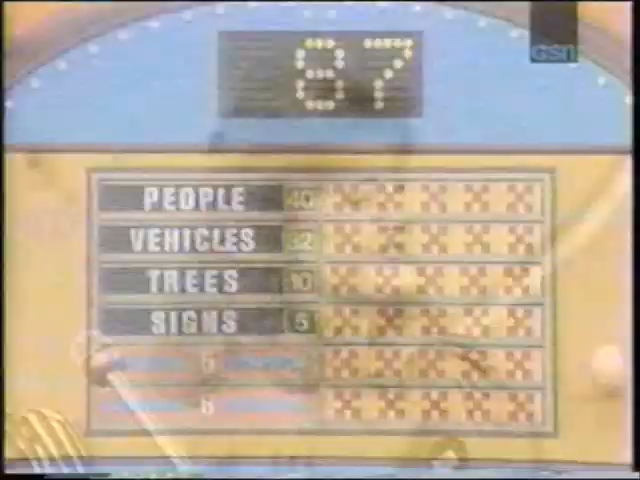 GSN
87
PEOPLE 40
VEHICLES 32
TREES 10
SIGNS 5
5
6